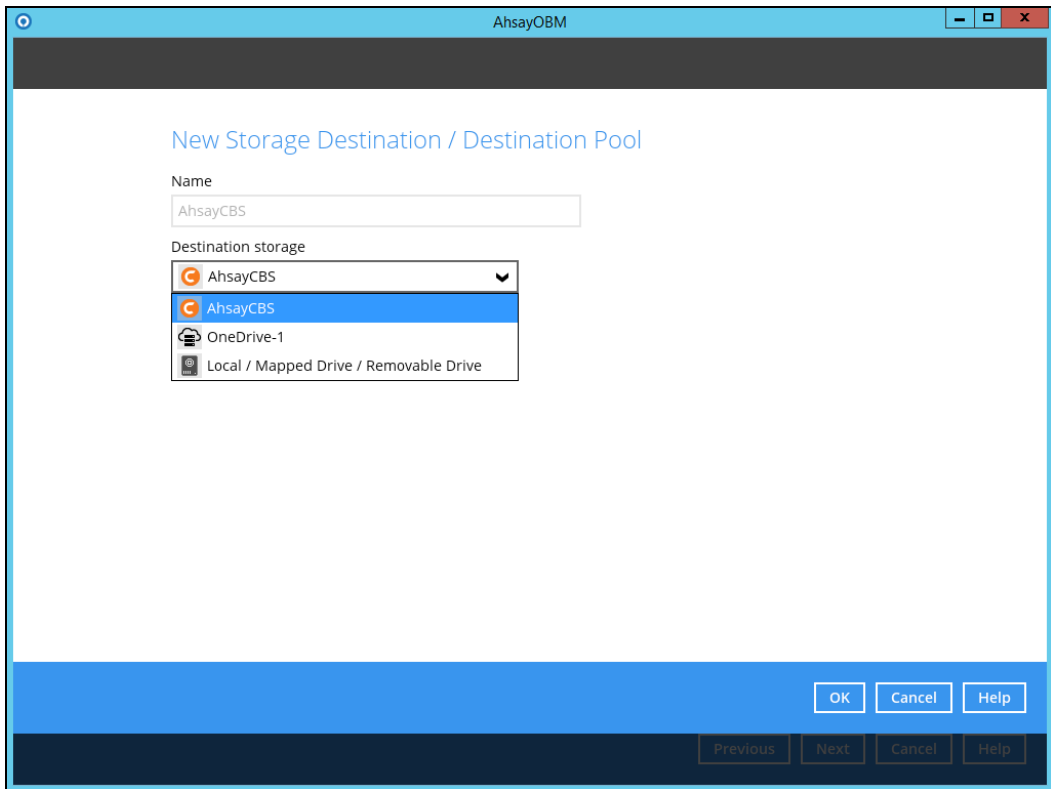 AhsayOBM
New Storage Destination / Destination Pool
Name
AhsayCBS
Destination storage
AhsayCBS
AhsayCBS
OneDrive-1
Local / Mapped Drive / Removable Drive
OK Cancel Help
Previous Next Cancel Help